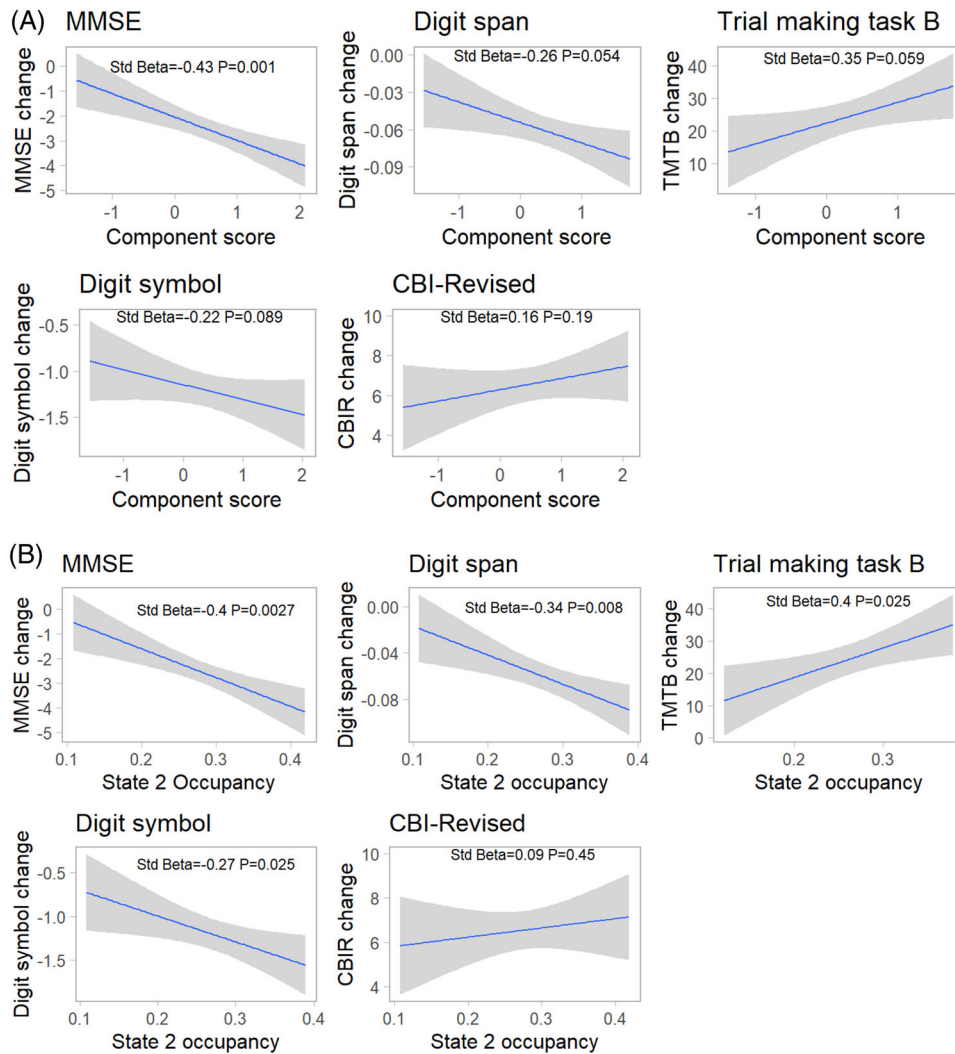 (A)
MMSE
Std Beta=-0.43 P=0.001
MMSE change
0
-1
-2
-3
-4
-5
-1 0 1 2
Component score
Digit span
Std Beta=-0.26 P=0.054
Digit span change
0.00
-0.03
-0.06
-0.09
-1 0 1
Component score
Trial making task B
Std Beta=0.35 P=0.059
TMTB change
40
30
20
10
-1 0 1
Component score
Digit symbol
Std Beta=-0.22 P=0.089
Digit symbol change
-0.5
-1.0
-1.5
-1 0 1 2
Component score
CBI-Revised
Std Beta=0.16 P=0.19
CBIR change
10
8
6
4
-1 0 1 2
Component score
(B)
MMSE
Std Beta=-0.4 P=0.0027
MMSE change
0
-1
-2
-3
-4
-5
0.1 0.2 0.3 0.4
State 2 Occupancy
Digit span
Std Beta=-0.34 P=0.008
Digit span change
0.00
-0.04
-0.08
0.1 0.2 0.3 0.4
State 2 occupancy
Trial making task B
Std Beta=0.4 P=0.025
TMTB change
40
30
20
10
0
0.2 0.3
State 2 occupancy
Digit symbol
Std Beta=-0.27 P=0.025
Digit symbol change
-0.5
-1.0
-1.5
0.1 0.2 0.3 0.4
State 2 occupancy
CBI-Revised
Std Beta=0.09 P=0.45
CBIR change
10
8
6
4
0.1 0.2 0.3 0.4
State 2 occupancy